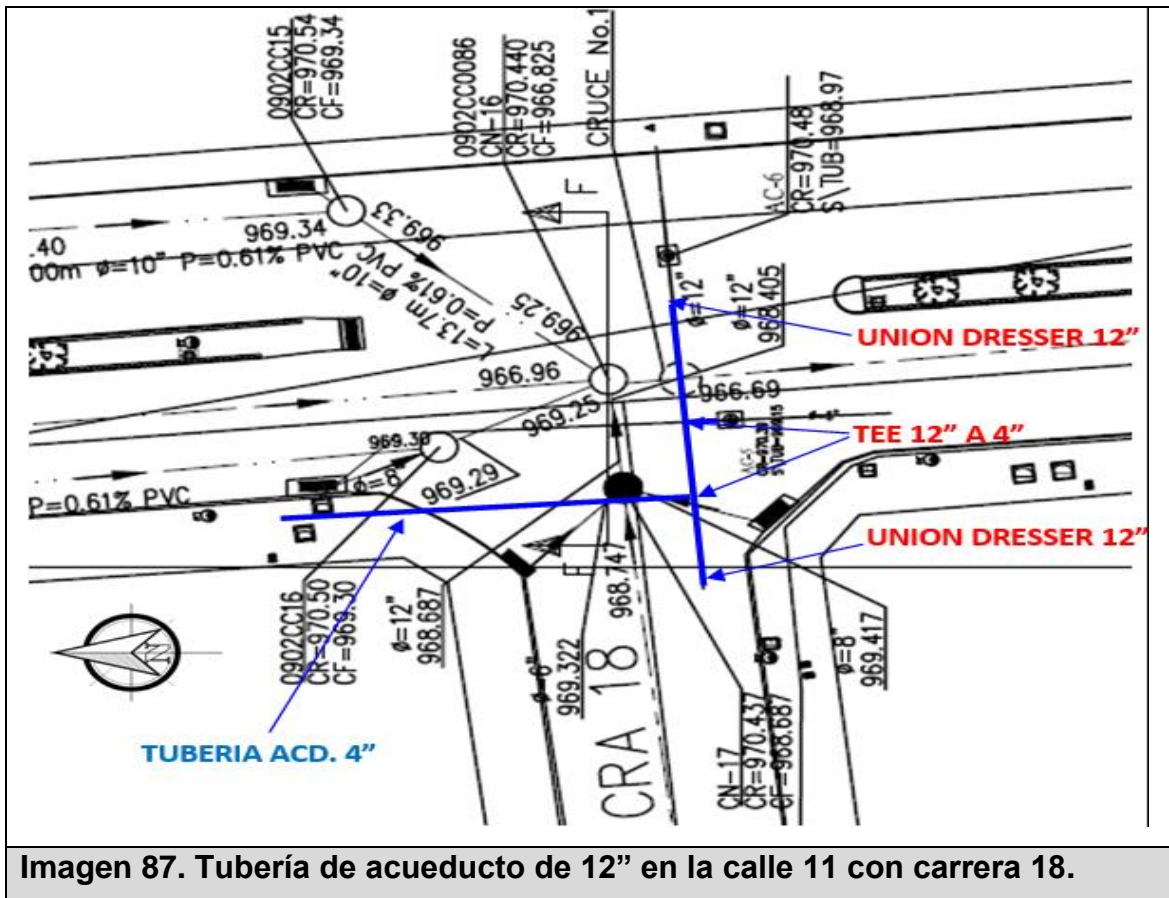 0902CC15
CR=970.54
CF=969.34
0902CC0086
CN-16
CR=970.440
CF=966,825
CRUCE No.1
AC-6
CR=970.48
S\TUB=968.97
F
969.34
969.33
.40
00m ø=10" P=0.61% PVC
L=13.7m ø=10"
P=0.61% PVC
969.25
ø=12"
ø=12"
968.405
UNION DRESSER 12”
966.96
966.69
969.25
TEE 12” A 4”
969.30
AC-5
ø=8"
969.29
P=0.61% PVC
UNION DRESSER 12”
F
968.747
0902CC16
CR=970.50
CF=969.30
ø=12"
968.687
ø=6"
969.322
CRA 18
CN-17
CR=970.437
CF=968.687
ø=8"
969.417
N
TUBERIA ACD. 4”
Imagen 87. Tubería de acueducto de 12” en la calle 11 con carrera 18.